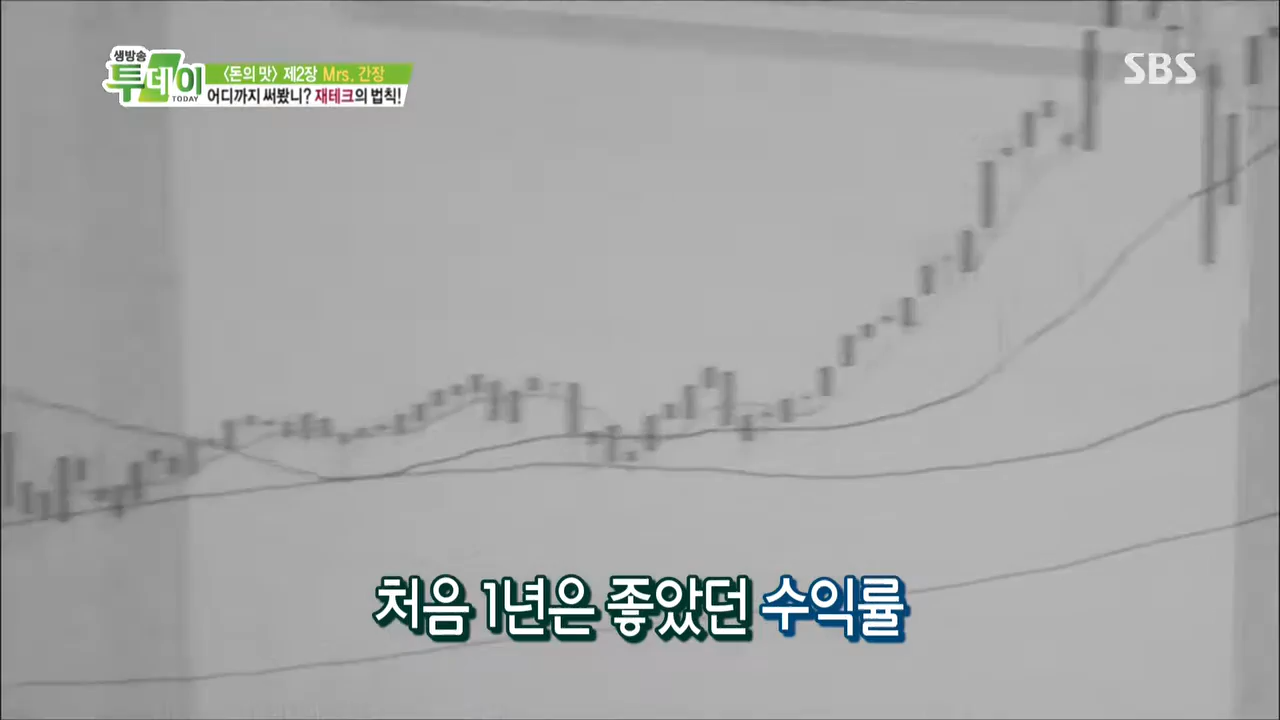 생방송
투데이
TODAY
〈돈의 맛〉 제2장 Mrs. 간장
어디까지 써봤니? 재테크의 법칙!
SBS
처음 1년은 좋았던 수익률